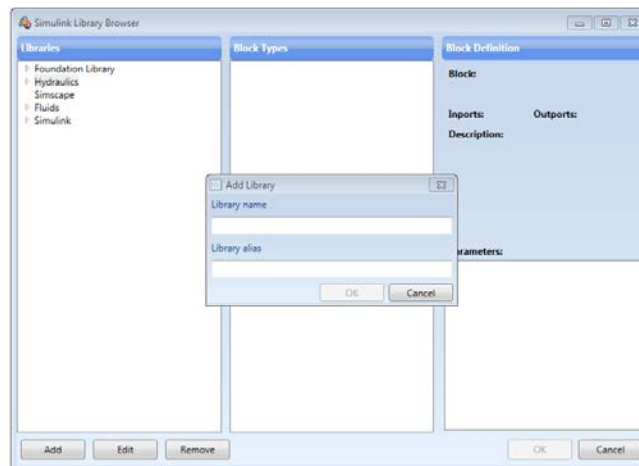 Simulink Library Browser
Libraries
Block Types
Block Definition
Foundation Library
Hydraulics
Simscape
Fluids
Simulink
Block:
Inports: Outports:
Description:
Add Library
Library name
Library alias
OK Cancel
Add Edit Remove
OK Cancel